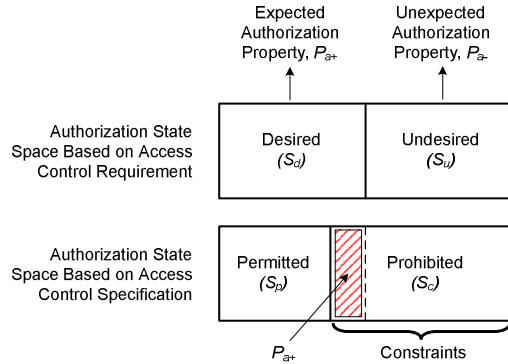 Expected
Authorization
Property, Pa+
Unexpected
Authorization
Property, Pa-
Authorization State
Space Based on Access
Control Requirement
Desired
(Sd)
Undesired
(Su)
Authorization State
Space Based on Access
Control Specification
Permitted
(Sp)
Prohibited
(Sc)
Pa+
Constraints